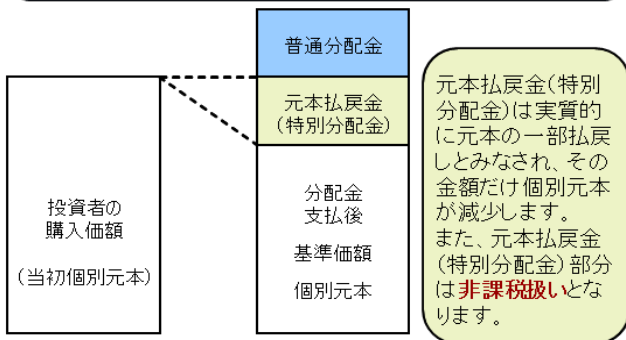 普通分配金
元本払戻金
(特別分配金)
分配金
支払後
基準価額
個別元本
投資者の
購入価額
(当初個別元本)
元本払戻金(特別
分配金)は実質的
に元本の一部払戻
しとみなされ、その
金額だけ個別元本
が減少します。
また、元本払戻金
(特別分配金)部分
は非課税扱いとな
ります。